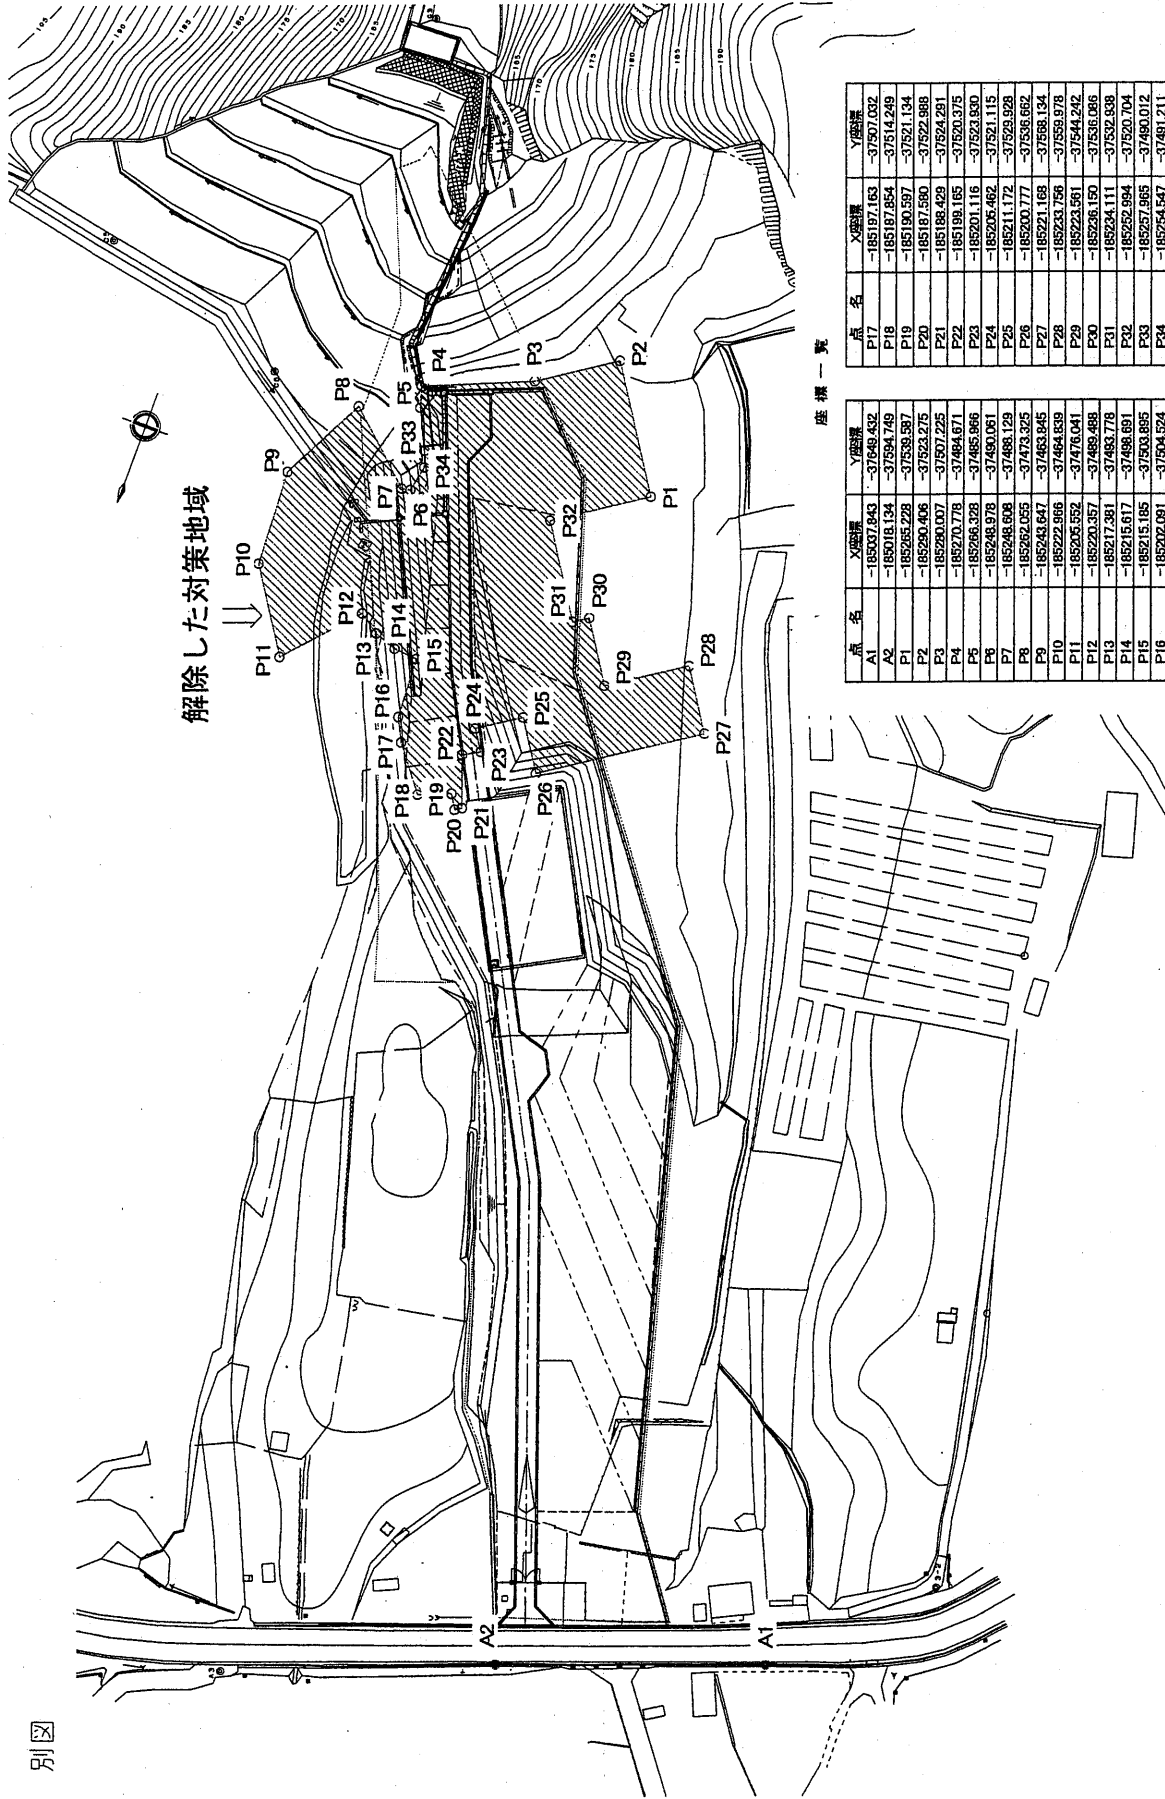 別図
解除した対策地域
P1
P2
P3
P4
P5
P6
P7
P8
P9
P10
P11
P12
P13
P14
P15
P16
P17
P18
P19
P20
P21
P22
P23
P24
P25
P26
P27
P28
P29
P30
P31
P32
P33
P34
A1
A2
座標一覧
点 名 X座標 Y座標
A1 -185037.843 -37649.432
A2 -185018.134 -37594.749
P1 -185265.228 -37539.587
P2 -185290.406 -37523.275
P3 -185280.007 -37507.225
P4 -185270.778 -37484.671
P5 -185266.328 -37485.866
P6 -185248.978 -37490.061
P7 -185248.608 -37488.129
P8 -185262.055 -37473.325
P9 -185243.647 -37463.845
P10 -185222.966 -37464.839
P11 -185205.552 -37476.041
P12 -185220.357 -37489.488
P13 -185217.381 -37493.778
P14 -185215.617 -37498.691
P15 -185215.185 -37503.895
P16 -185202.091 -37504.524
点 名 X座標 Y座標
P17 -185197.163 -37507.032
P18 -185187.854 -37514.249
P19 -185190.597 -37521.134
P20 -185187.580 -37522.988
P21 -185188.429 -37524.291
P22 -185199.165 -37520.375
P23 -185201.116 -37523.930
P24 -185205.462 -37521.115
P25 -185211.172 -37529.928
P26 -185200.777 -37536.662
P27 -185221.168 -37568.134
P28 -185233.756 -37559.978
P29 -185223.561 -37544.242
P30 -185236.150 -37536.086
P31 -185234.111 -37532.938
P32 -185252.994 -37520.704
P33 -185257.965 -37490.012
P34 -185254.547 -37491.211